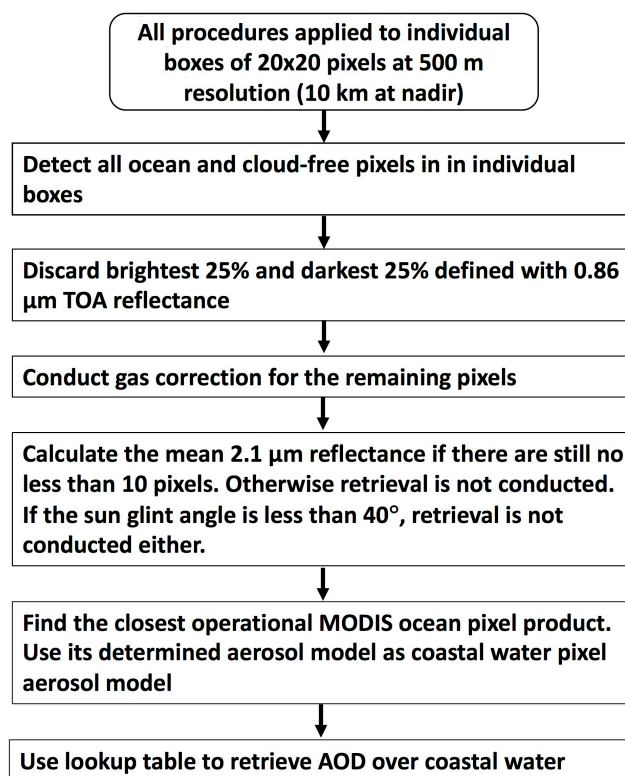 All procedures applied to individual
boxes of 20x20 pixels at 500 m
resolution (10 km at nadir)
Detect all ocean and cloud-free pixels in in individual
boxes
Discard brightest 25% and darkest 25% defined with 0.86
μm TOA reflectance
Conduct gas correction for the remaining pixels
Calculate the mean 2.1 μm reflectance if there are still no
less than 10 pixels. Otherwise retrieval is not conducted.
If the sun glint angle is less than 40°, retrieval is not
conducted either.
Find the closest operational MODIS ocean pixel product.
Use its determined aerosol model as coastal water pixel
aerosol model
Use lookup table to retrieve AOD over coastal water